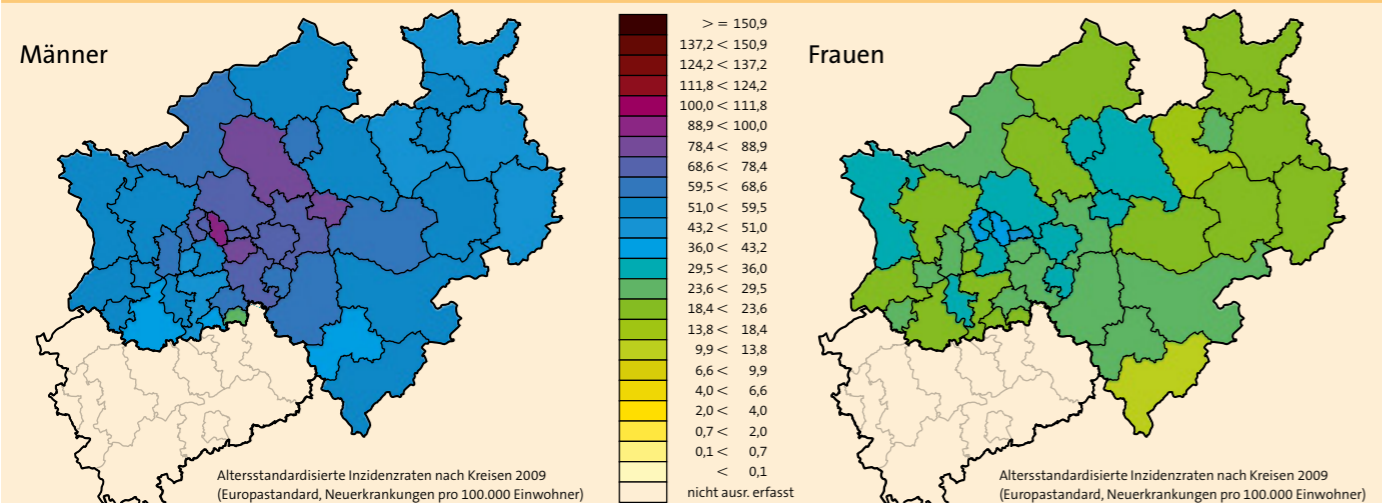 Männer
> = 150,9
137,2 < 150,9
124,2 < 137,2
111,8 < 124,2
100,0 < 111,8
88,9 < 100,0
78,4 < 88,9
68,6 < 78,4
59,5 < 68,6
51,0 < 59,5
43,2 < 51,0
36,0 < 43,2
29,5 < 36,0
23,6 < 29,5
18,4 < 23,6
13,8 < 18,4
9,9 < 13,8
6,6 < 9,9
4,0 < 6,6
2,0 < 4,0
0,7 < 2,0
0,1 < 0,7
< 0,1
nicht ausr. erfasst
Frauen
Altersstandardisierte Inzidenzraten nach Kreisen 2009
(Europastandard, Neuerkrankungen pro 100.000 Einwohner)
Altersstandardisierte Inzidenzraten nach Kreisen 2009
(Europastandard, Neuerkrankungen pro 100.000 Einwohner)